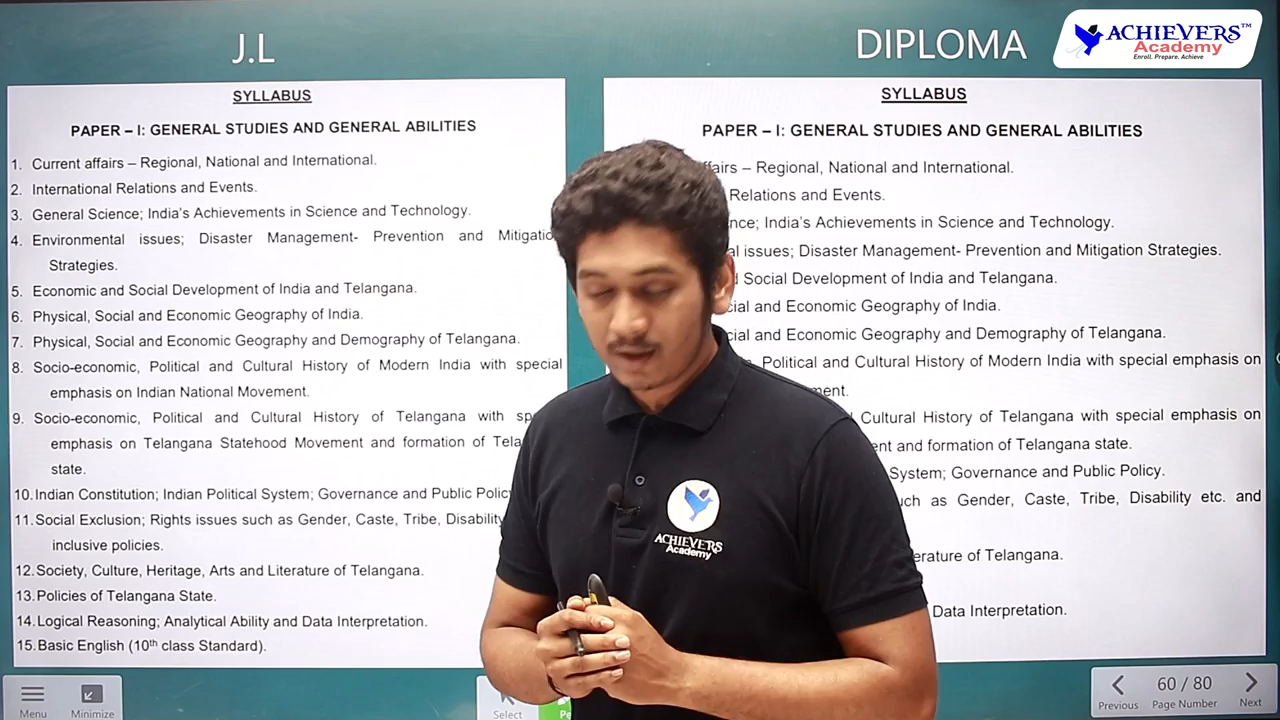 J.L
SYLLABUS
PAPER – I: GENERAL STUDIES AND GENERAL ABILITIES
1. Current affairs – Regional, National and International.
2. International Relations and Events.
3. General Science; India's Achievements in Science and Technology.
4. Environmental issues; Disaster Management- Prevention and Mitigation
Strategies.
5. Economic and Social Development of India and Telangana.
6. Physical, Social and Economic Geography of India.
7. Physical, Social and Economic Geography and Demography of Telangana.
8. Socio-economic, Political and Cultural History of Modern India with special
emphasis on Indian National Movement.
9. Socio-economic, Political and Cultural History of Telangana with
emphasis on Telangana Statehood Movement and formation of
state.
10. Indian Constitution; Indian Political System; Governance and Public
11. Social Exclusion; Rights issues such as Gender, Caste, Tribe, Disability
inclusive policies.
12. Society, Culture, Heritage, Arts and Literature of Telangana.
13. Policies of Telangana State.
14. Logical Reasoning; Analytical Ability and Data Interpretation.
15. Basic English (10th class Standard).
DIPLOMA
SYLLABUS
PAPER – I: GENERAL STUDIES AND GENERAL ABILITIES
– Regional, National and International.
Relations and Events.
India's Achievements in Science and Technology.
issues; Disaster Management- Prevention and Mitigation Strategies.
Social Development of India and Telangana.
and Economic Geography of India.
and Economic Geography and Demography of Telangana.
Political and Cultural History of Modern India with special emphasis on
Cultural History of Telangana with special emphasis on
and formation of Telangana state.
System; Governance and Public Policy.
as Gender, Caste, Tribe, Disability etc. and
of Telangana.
Data Interpretation.
ACHIEVERS™
Academy
Enroll. Prepare. Achieve
ACHIEVERS
Academy
Menu
Minimize
Select
Previous
60 / 80
Page Number
Next